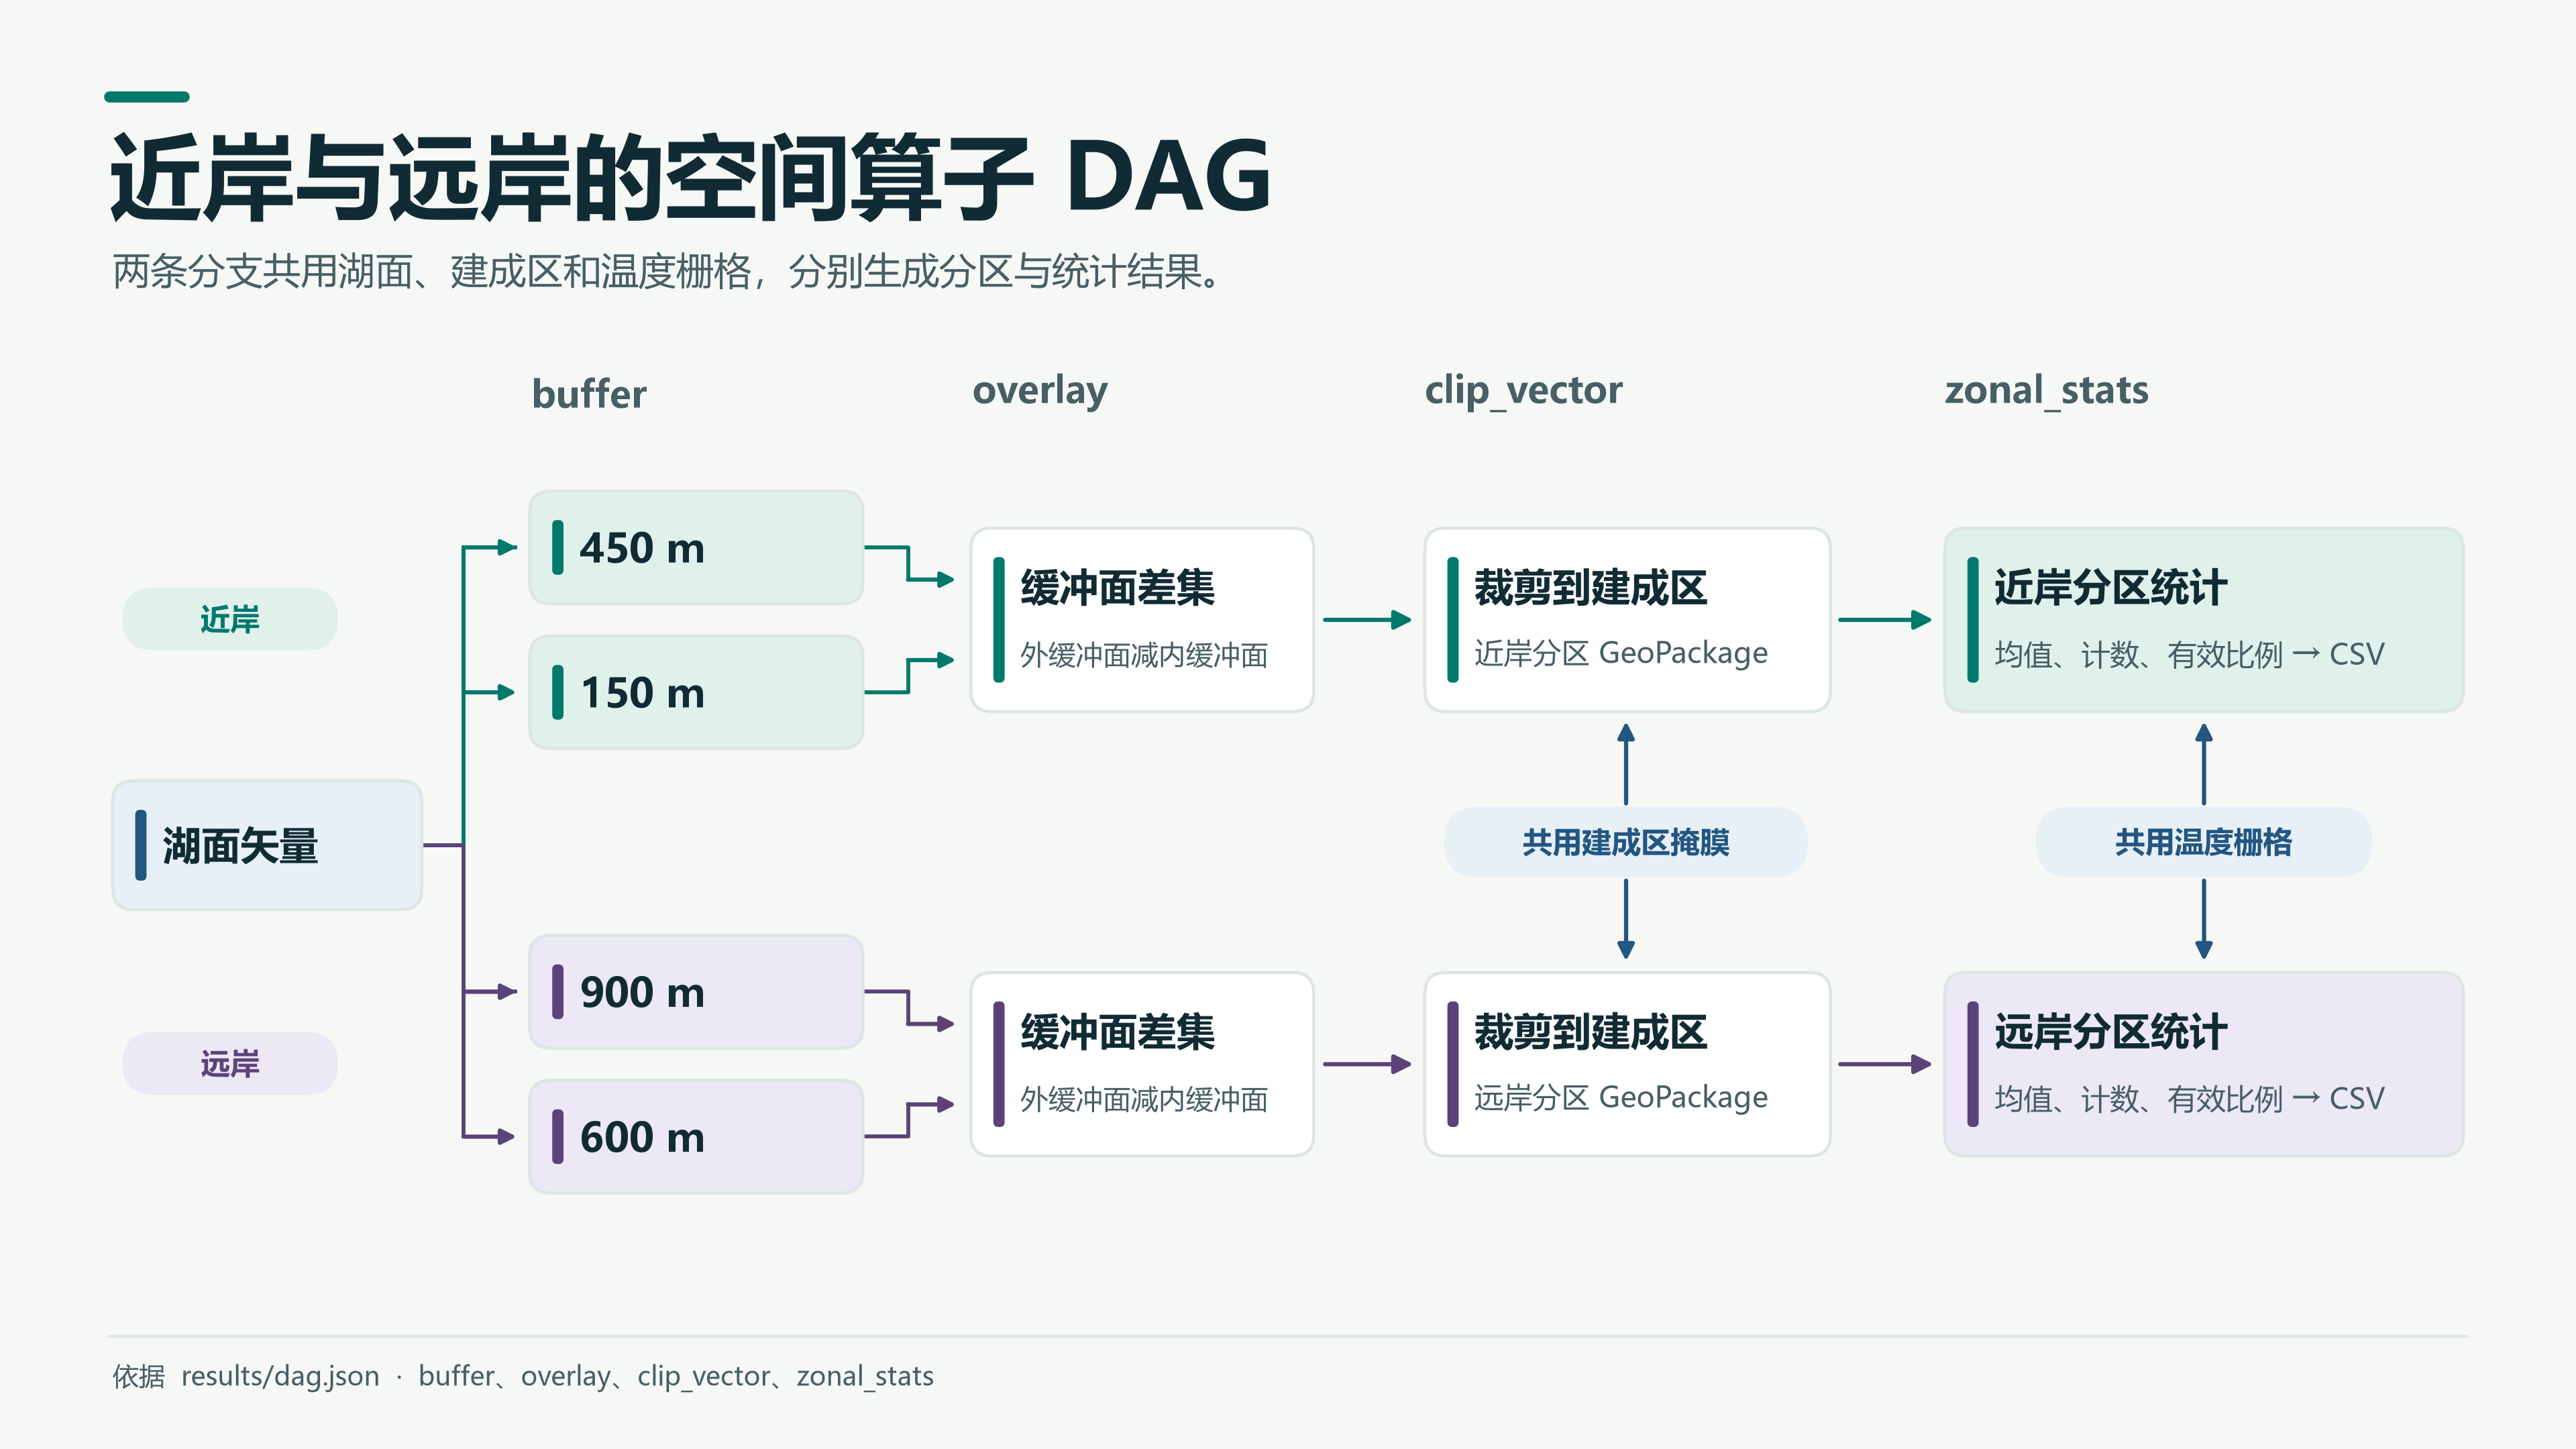 近岸与远岸的空间算子 DAG
两条分支共用湖面、建成区和温度栅格，分别生成分区与统计结果。
buffer
overlay
clip_vector
zonal_stats
近岸
450 m
150 m
缓冲面差集
外缓冲面减内缓冲面
裁剪到建成区
近岸分区 GeoPackage
近岸分区统计
均值、计数、有效比例 → CSV
湖面矢量
共用建成区掩膜
共用温度栅格
远岸
900 m
600 m
缓冲面差集
外缓冲面减内缓冲面
裁剪到建成区
远岸分区 GeoPackage
远岸分区统计
均值、计数、有效比例 → CSV
依据 results/dag.json · buffer、overlay、clip_vector、zonal_stats